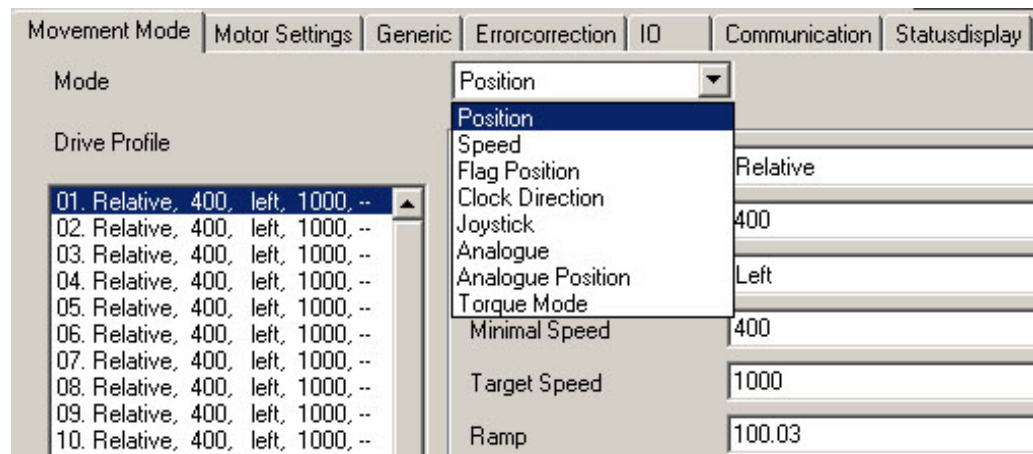 Movement Mode Motor Settings Generic Errorcorrection IO Communication Statusdisplay
Mode
Position
Drive Profile
Position
Speed
Flag Position
Clock Direction
Joystick
Analogue
Analogue Position
Torque Mode
01. Relative, 400, left, 1000, --
02. Relative, 400, left, 1000, --
03. Relative, 400, left, 1000, --
04. Relative, 400, left, 1000, --
05. Relative, 400, left, 1000, --
06. Relative, 400, left, 1000, --
07. Relative, 400, left, 1000, --
08. Relative, 400, left, 1000, --
09. Relative, 400, left, 1000, --
10. Relative, 400, left, 1000, --
Relative
400
Left
Minimal Speed 400
Target Speed 1000
Ramp 100.03